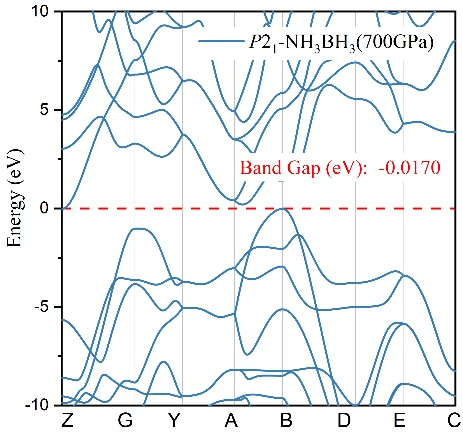 10
P2₁-NH₃BH₃(700GPa)
5
Band Gap (eV): -0.0170
Energy (eV)
0
-5
-10
Z G Y A B D E C